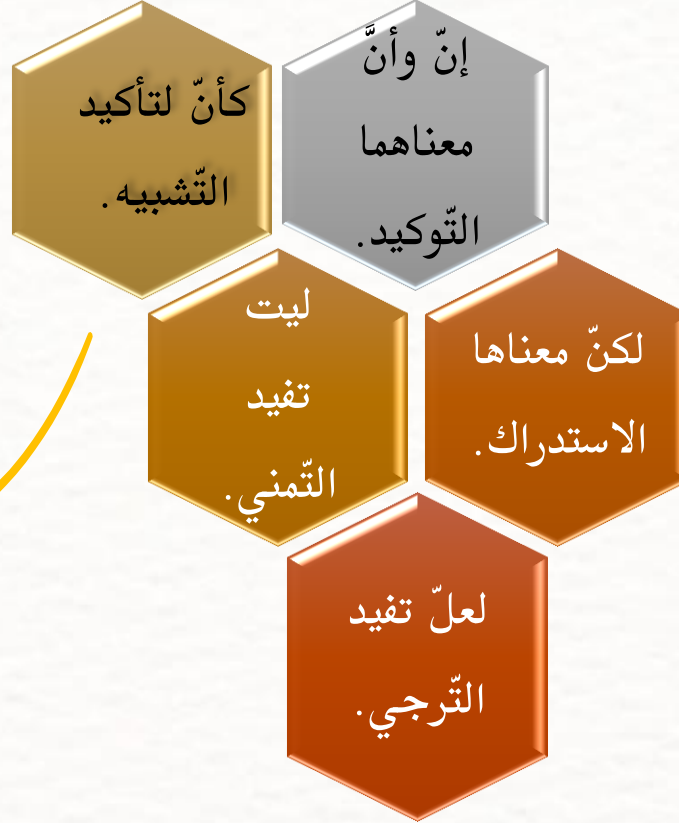 إنّ وأنَّ
معناهما
التّوكيد.
كأنّ لتأكيد
التّشبيه.
لكنّ معناها
الاستدراك.
ليت
تفيد
التّمني.
لعلّ تفيد
التّرجي.